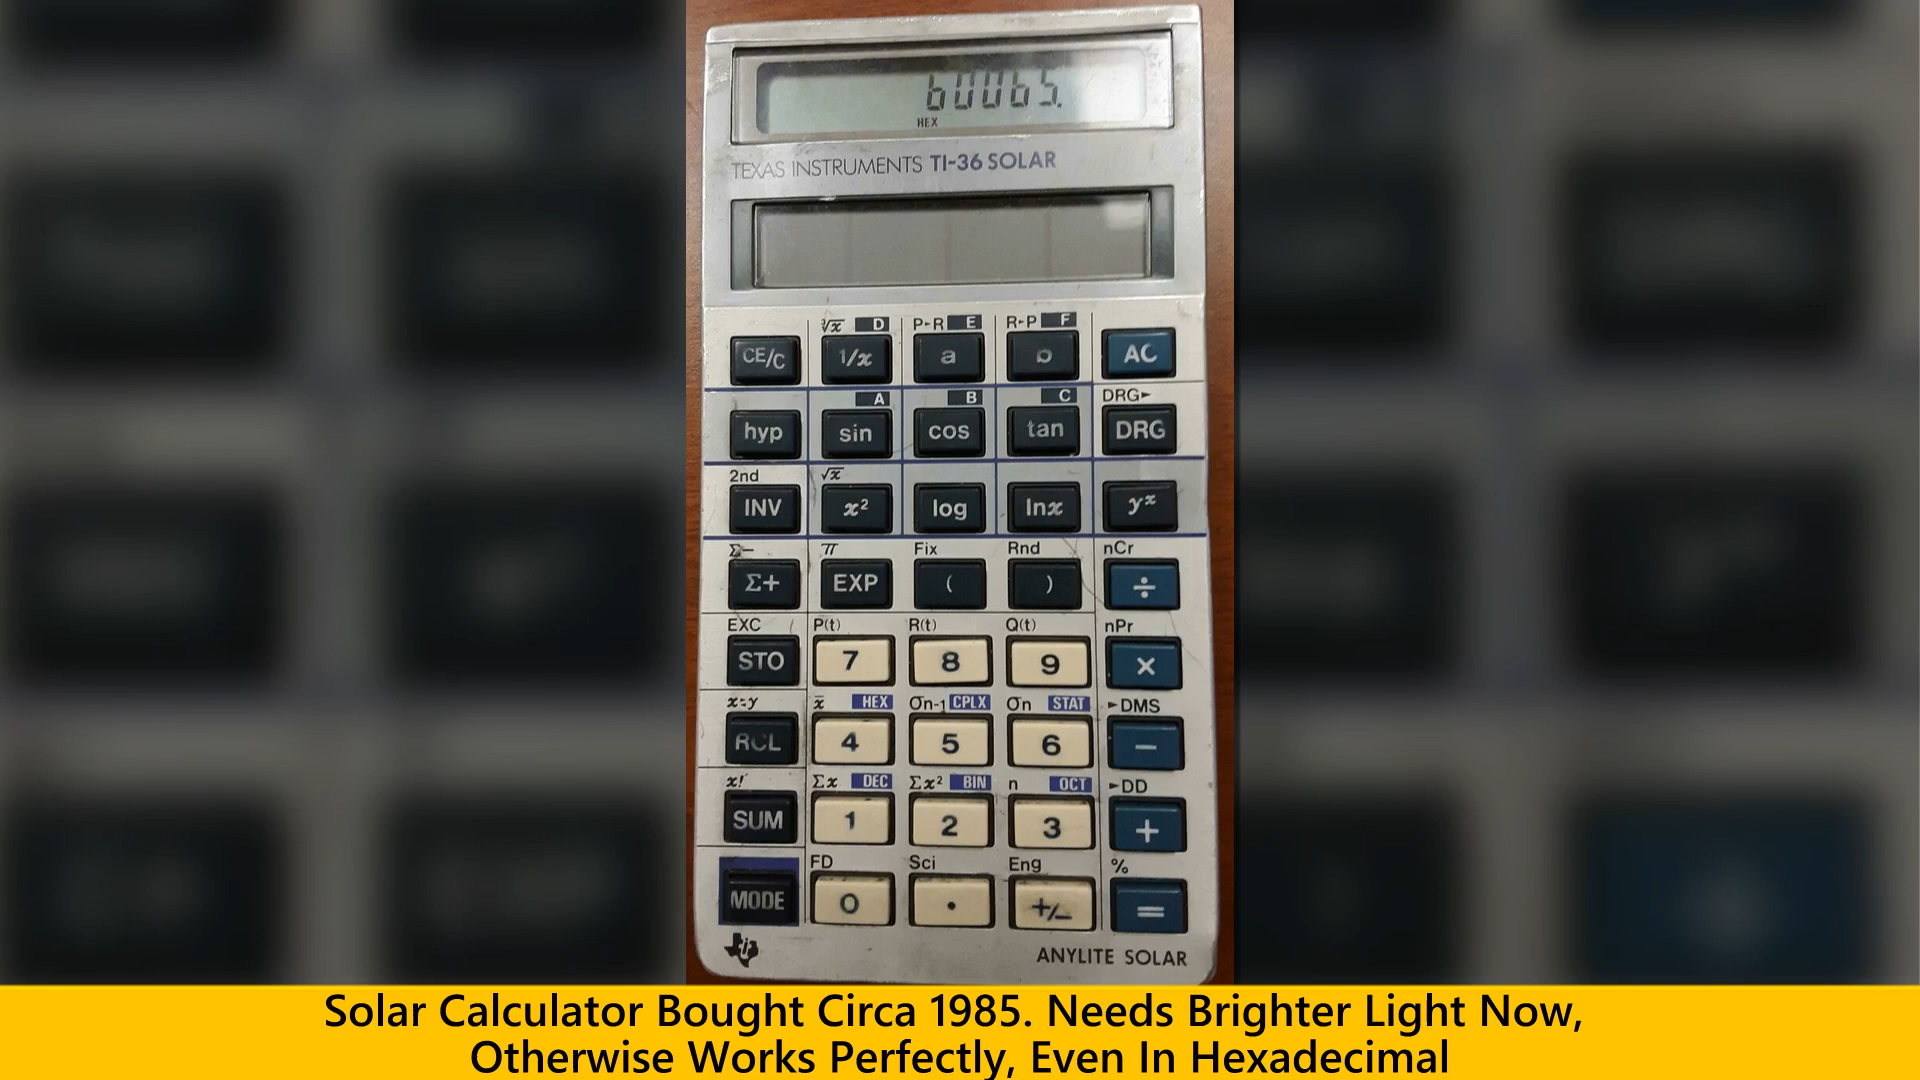 b00b5.
HEX
TEXAS INSTRUMENTS TI-36 SOLAR
∛x D P▸R E R▸P F
CE/C 1/x a b AC
A B C DRG▸
hyp sin cos tan DRG
2nd √x
INV x² log lnx yˣ
Σ− π Fix Rnd nCr
Σ+ EXP ( ) ÷
EXC P(t) R(t) Q(t) nPr
STO 7 8 9 ×
x:y x̄ HEX σn-1 CPLX σn STAT ▸DMS
RCL 4 5 6 −
x! Σx DEC Σx² BIN n OCT ▸DD
SUM 1 2 3 +
FD Sci Eng %
MODE 0 . +/− =
ANYLITE SOLAR
Solar Calculator Bought Circa 1985. Needs Brighter Light Now,
Otherwise Works Perfectly, Even In Hexadecimal